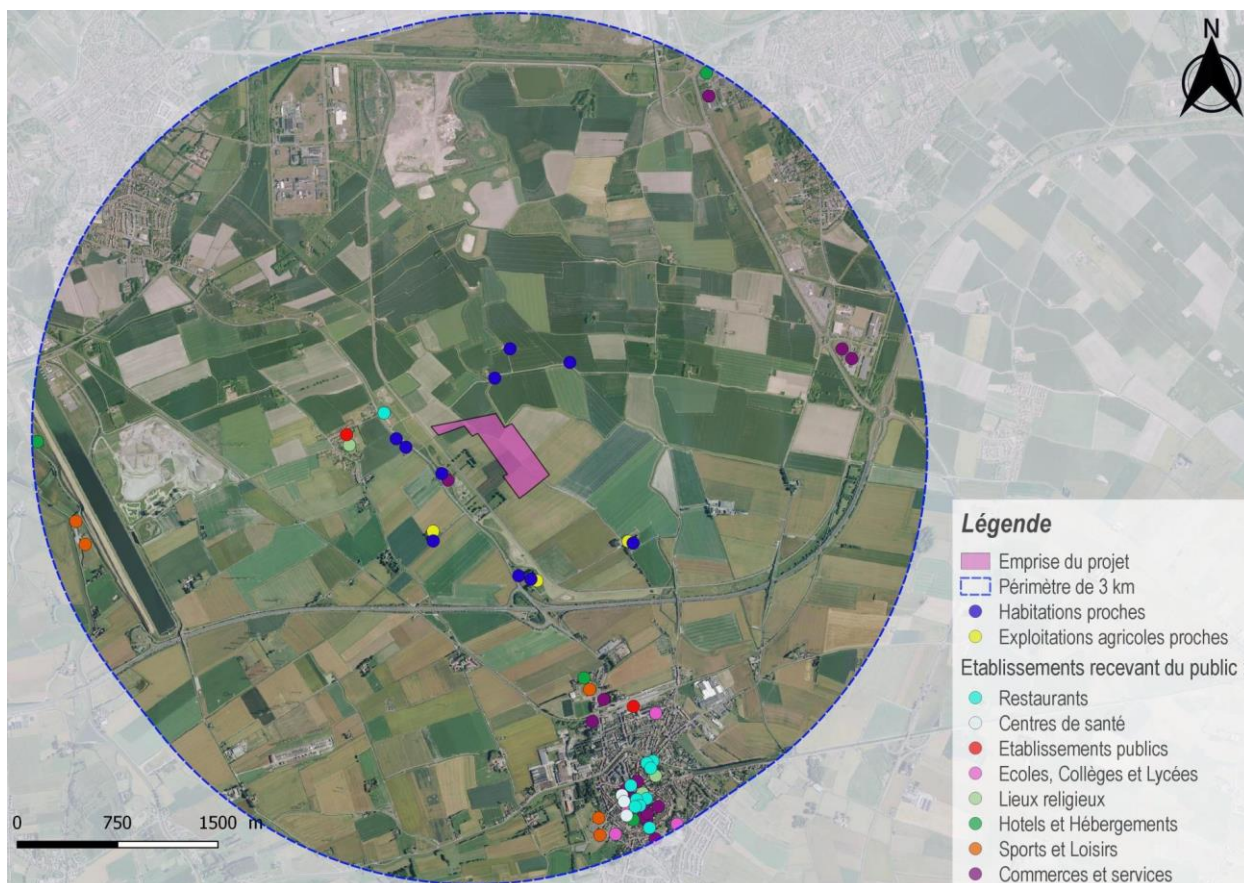 N
Légende
Emprise du projet
Périmètre de 3 km
Habitations proches
Exploitations agricoles proches
Etablissements recevant du public
Restaurants
Centres de santé
Etablissements publics
Ecoles, Collèges et Lycées
Lieux religieux
Hotels et Hébergements
Sports et Loisirs
Commerces et services
0 750 1500 m